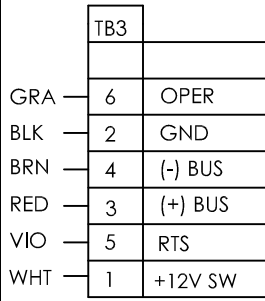 TB3
GRA 6 OPER
BLK 2 GND
BRN 4 (-) BUS
RED 3 (+) BUS
VIO 5 RTS
WHT 1 +12V SW